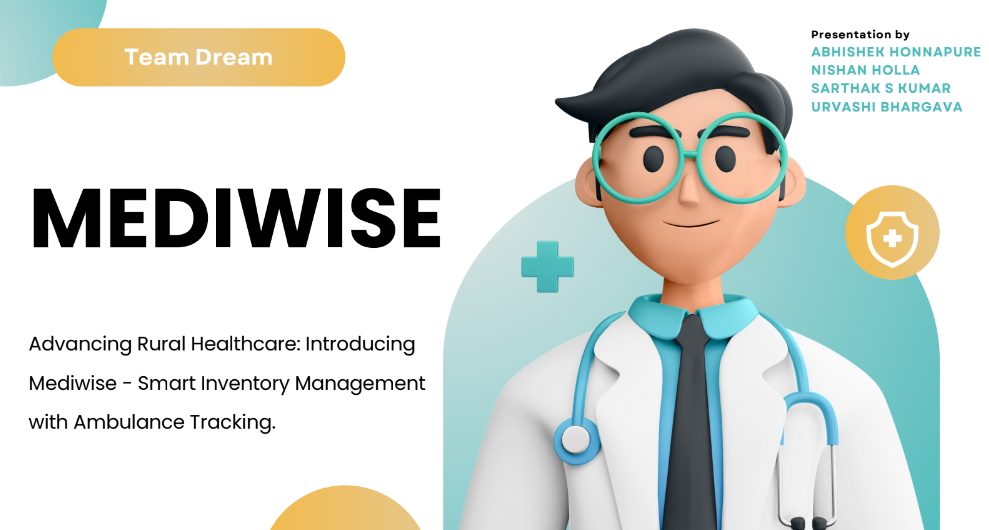 Team Dream
Presentation by
ABHISHEK HONNAPURE
NISHAN HOLLA
SARTHAK S KUMAR
URVASHI BHARGAVA
MEDIWISE
Advancing Rural Healthcare: Introducing
Mediwise - Smart Inventory Management
with Ambulance Tracking.